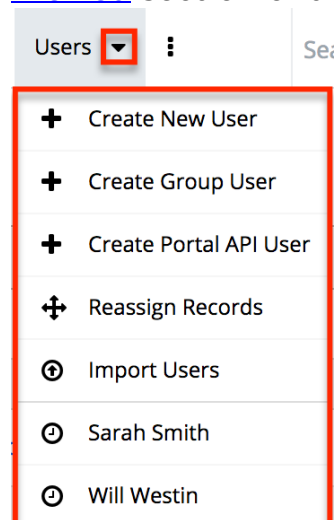 Users
Create New User
Create Group User
Create Portal API User
Reassign Records
Import Users
Sarah Smith
Will Westin